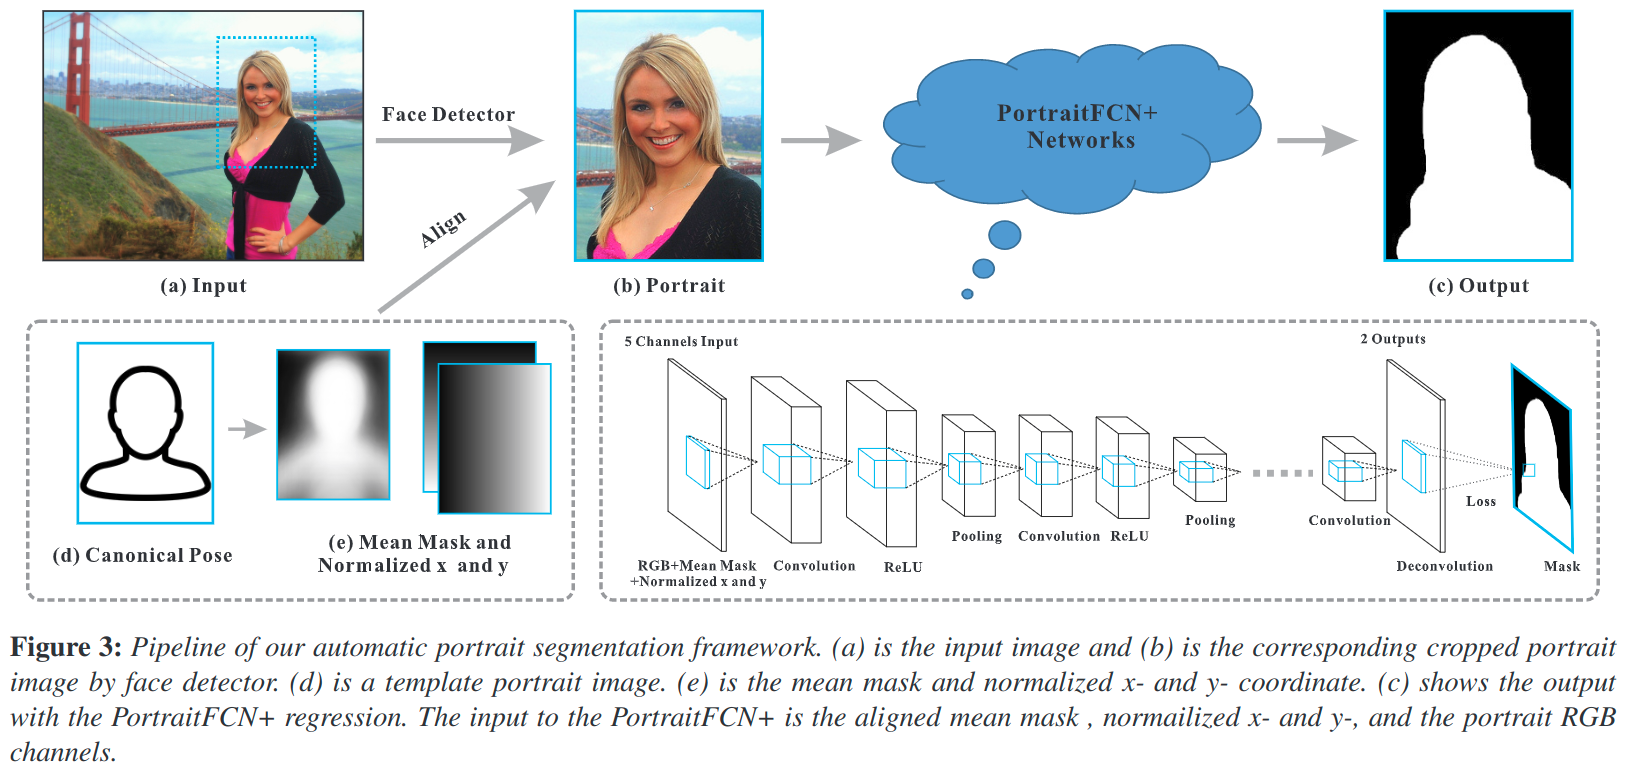 Face Detector
PortraitFCN+
Networks
Align
(a) Input
(b) Portrait
(c) Output
5 Channels Input
2 Outputs
Loss
Pooling
Convolution
ReLU
Pooling
Convolution
RGB+Mean Mask
+Normalized x and y
Convolution
ReLU
Deconvolution
Mask
(d) Canonical Pose
(e) Mean Mask and
Normalized x and y
Figure 3: Pipeline of our automatic portrait segmentation framework. (a) is the input image and (b) is the corresponding cropped portrait
image by face detector. (d) is a template portrait image. (e) is the mean mask and normalized x- and y- coordinate. (c) shows the output
with the PortraitFCN+ regression. The input to the PortraitFCN+ is the aligned mean mask , normailized x- and y-, and the portrait RGB
channels.